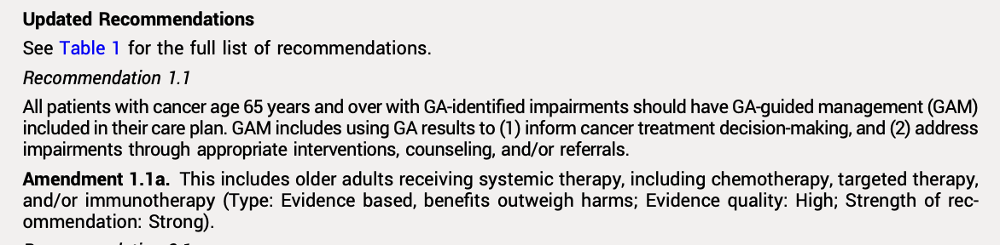 Updated Recommendations
See Table 1 for the full list of recommendations.
Recommendation 1.1
All patients with cancer age 65 years and over with GA-identified impairments should have GA-guided management (GAM)
included in their care plan. GAM includes using GA results to (1) inform cancer treatment decision-making, and (2) address
impairments through appropriate interventions, counseling, and/or referrals.
Amendment 1.1a. This includes older adults receiving systemic therapy, including chemotherapy, targeted therapy,
and/or immunotherapy (Type: Evidence based, benefits outweigh harms; Evidence quality: High; Strength of rec-
ommendation: Strong).